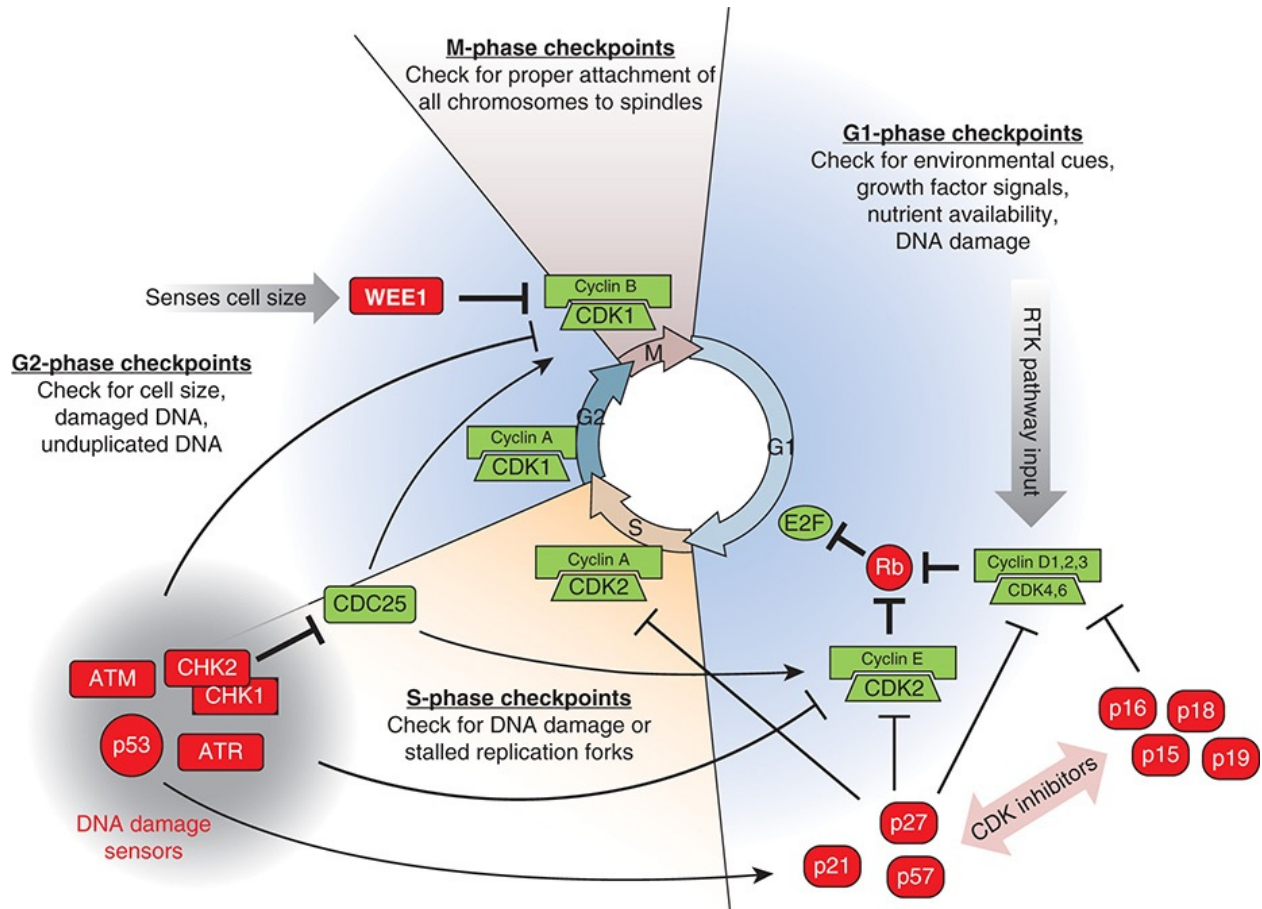 M-phase checkpoints
Check for proper attachment of
all chromosomes to spindles
G1-phase checkpoints
Check for environmental cues,
growth factor signals,
nutrient availability,
DNA damage
Senses cell size
WEE1
Cyclin B
CDK1
RTK pathway input
G2-phase checkpoints
Check for cell size,
damaged DNA,
unduplicated DNA
M
G2
G1
S
Cyclin A
CDK1
E2F
Rb
Cyclin D1,2,3
CDK4,6
Cyclin A
CDK2
CDC25
Cyclin E
CDK2
ATM
CHK2
CHK1
p53
ATR
S-phase checkpoints
Check for DNA damage or
stalled replication forks
p16
p18
p15
p19
CDK inhibitors
DNA damage
sensors
p27
p21
p57